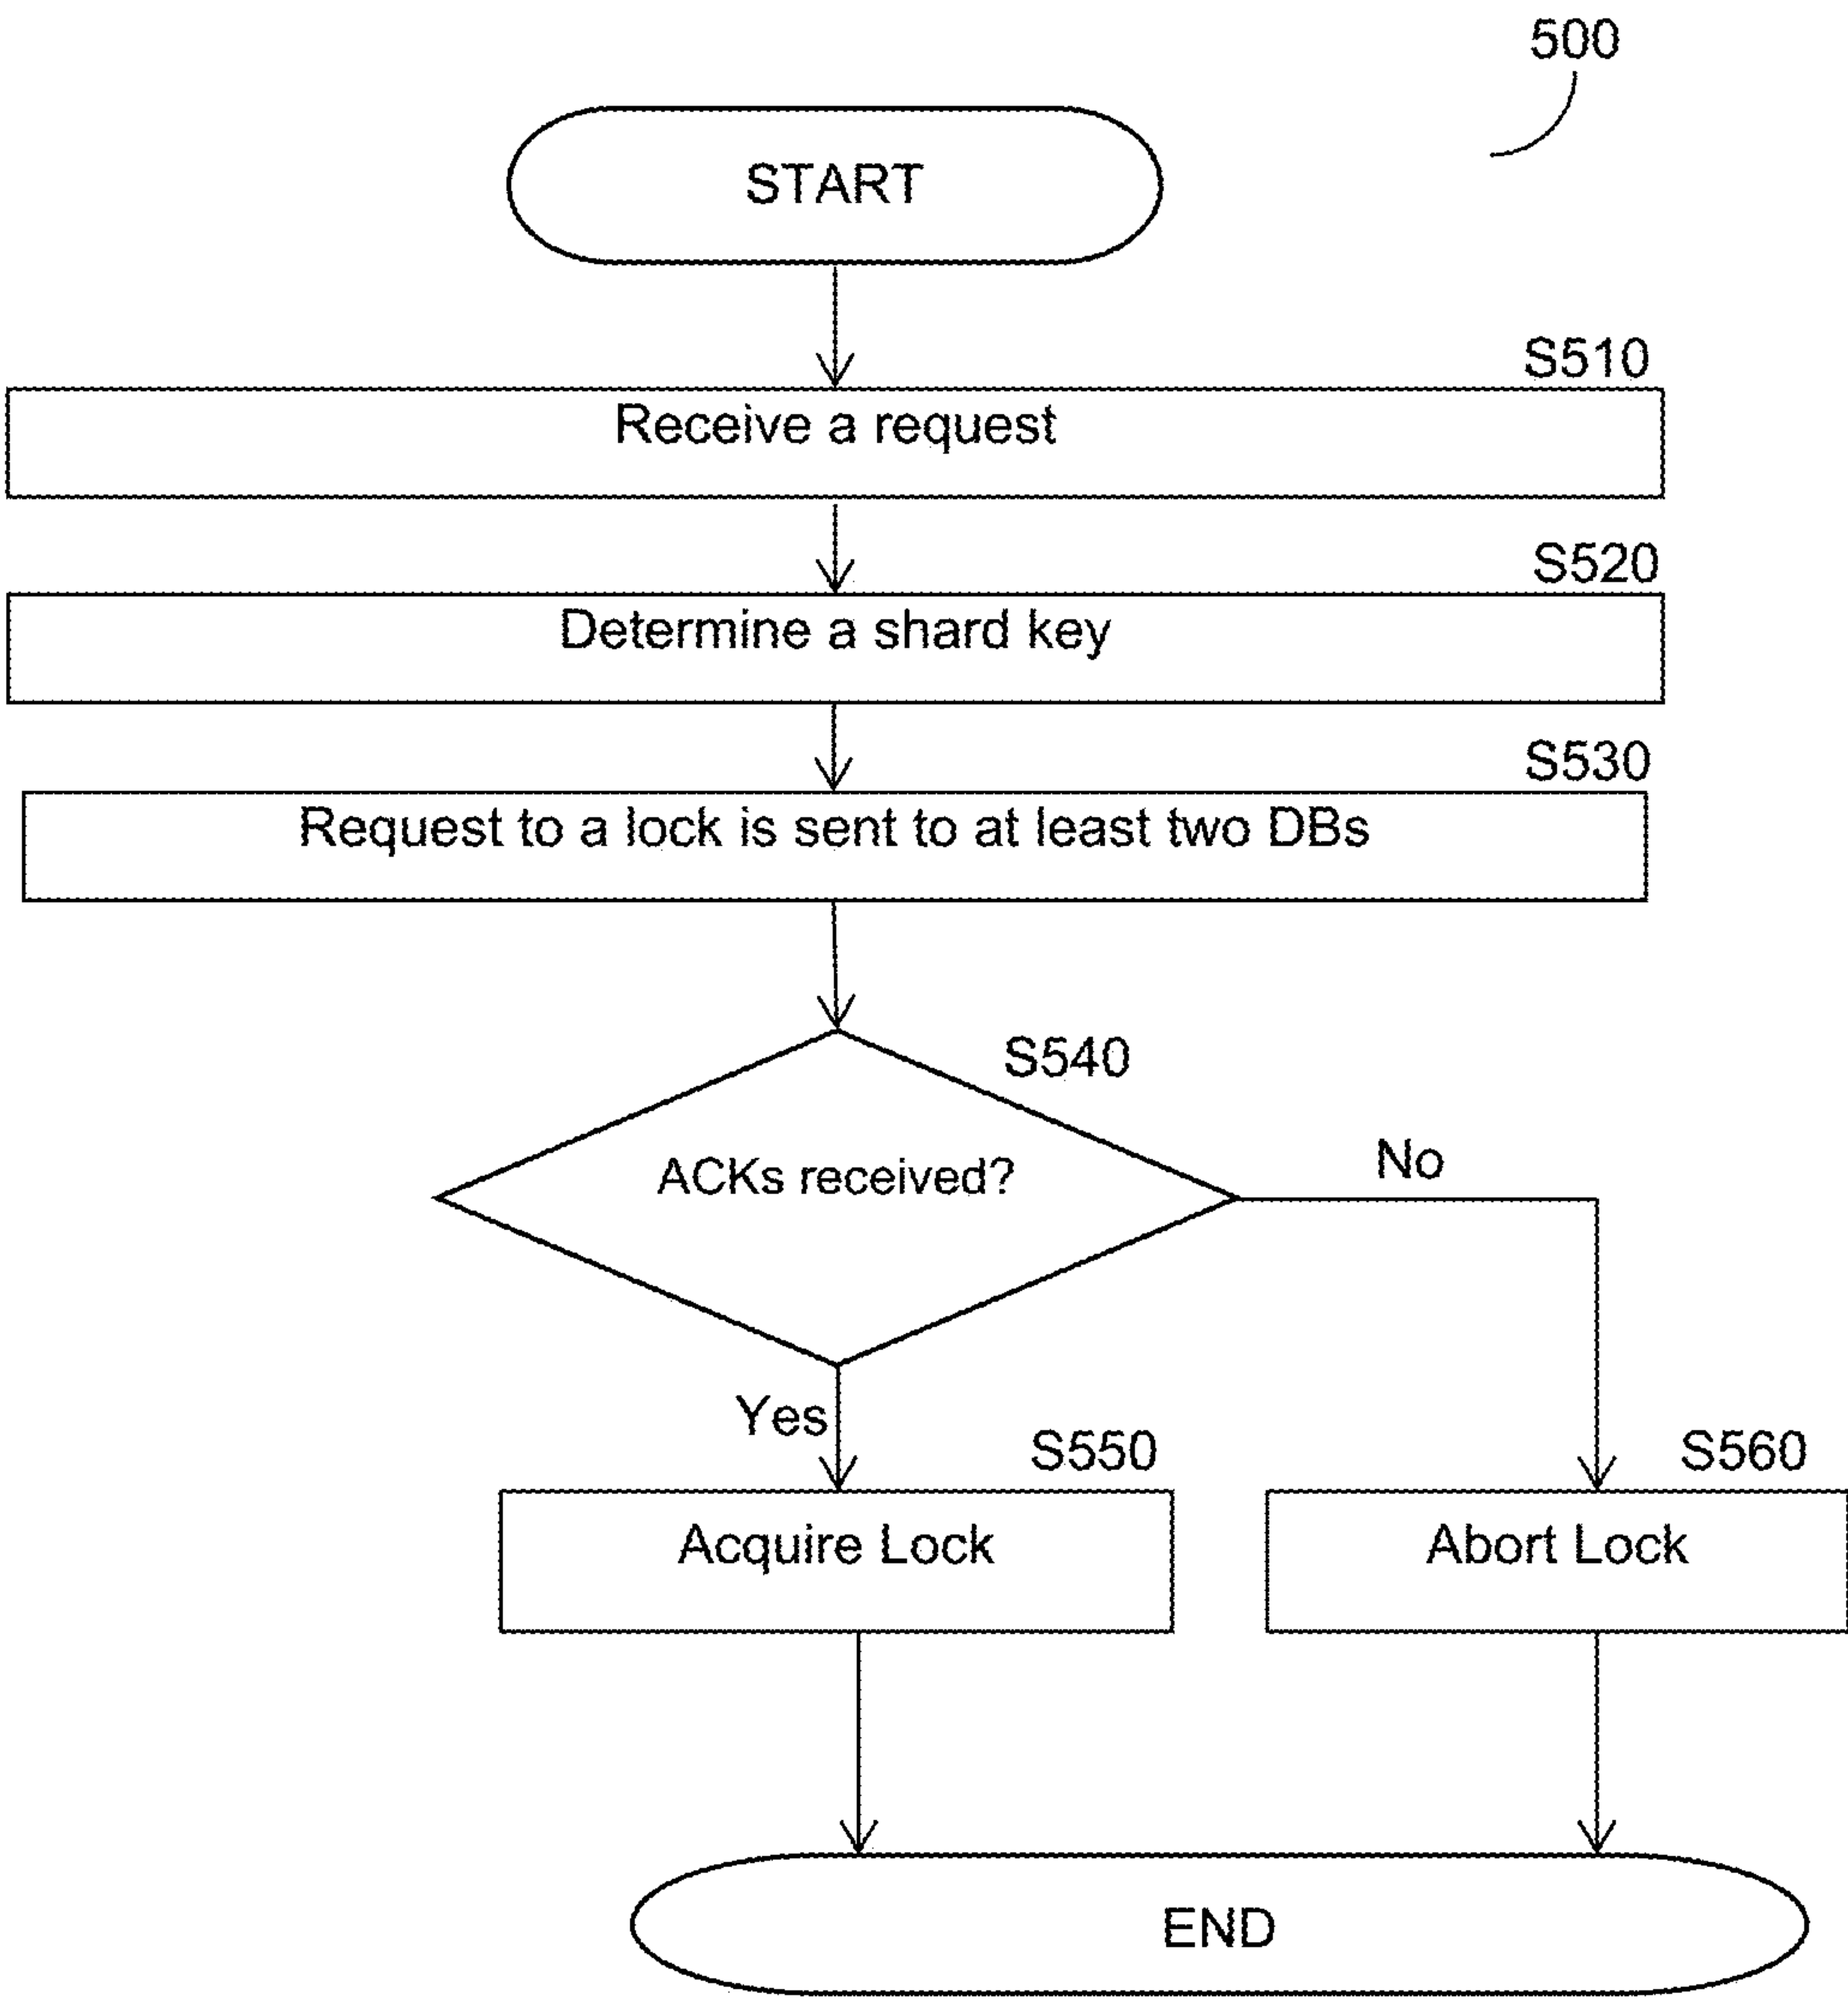 500
START
S510
Receive a request
S520
Determine a shard key
S530
Request to a lock is sent to at least two DBs
S540
ACKs received?
No
Yes
S550
S560
Acquire Lock
Abort Lock
END